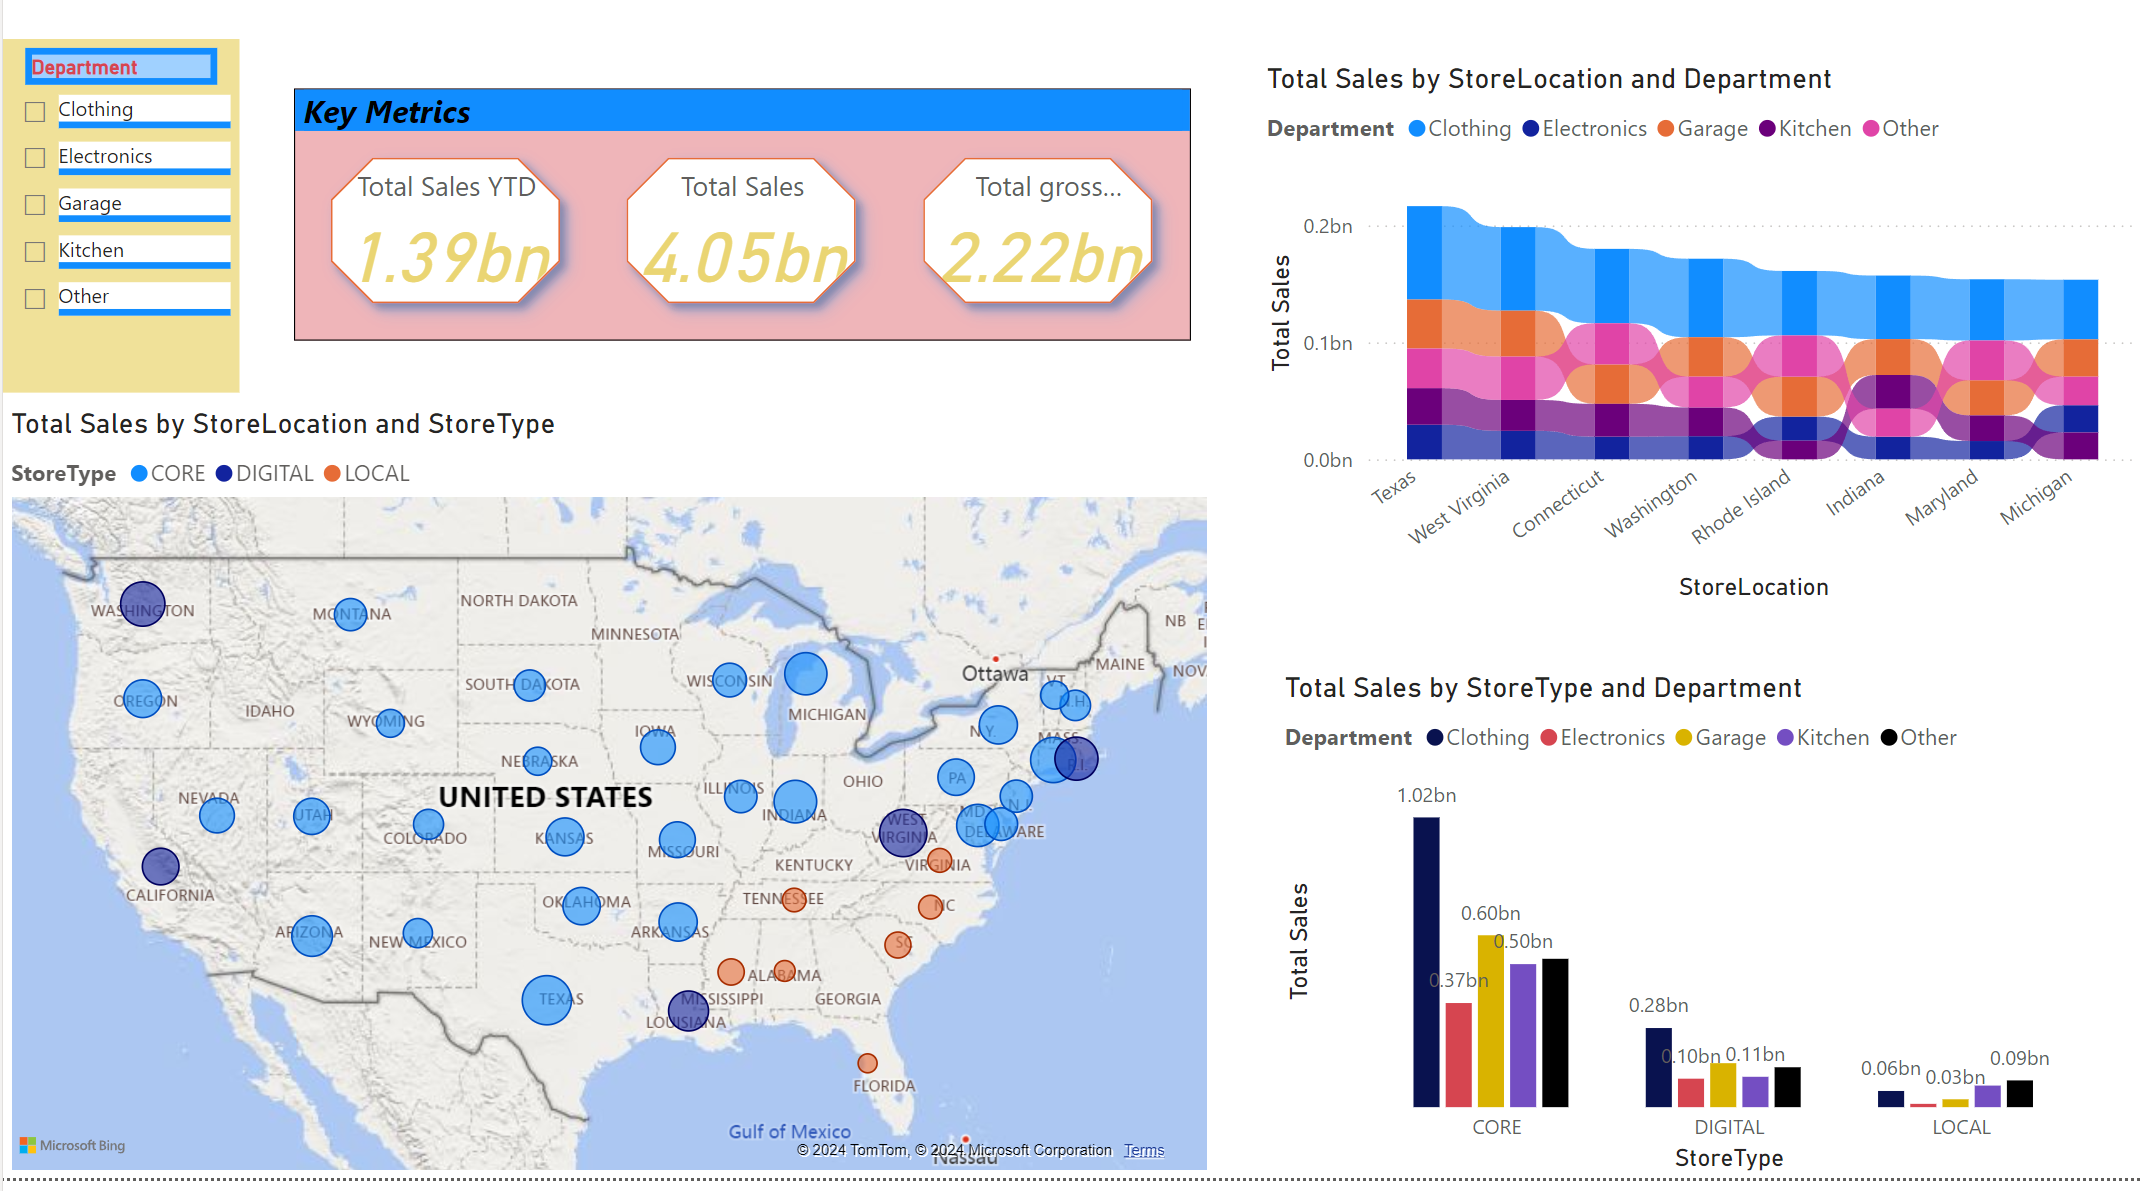 Department
Clothing
Electronics
Garage
Kitchen
Other
Key Metrics
Total Sales YTD
1.39bn
Total Sales
4.05bn
Total gross...
2.22bn
Total Sales by StoreLocation and Department
Department Clothing Electronics Garage Kitchen Other
0.2bn
0.1bn
0.0bn
Total Sales
Texas
West Virginia
Connecticut
Washington
Rhode Island
Indiana
Maryland
Michigan
StoreLocation
Total Sales by StoreLocation and StoreType
StoreType CORE DIGITAL LOCAL
WASHINGTON
MONTANA
NORTH DAKOTA
MINNESOTA
NB
Ottawa
MAINE
NOV
OREGON
IDAHO
WYOMING
SOUTH DAKOTA
WISCONSIN
MICHIGAN
VT
N.H.
N.Y.
MASS.
R.I.
IOWA
NEBRASKA
UNITED STATES
ILLINOIS
INDIANA
OHIO
PA
N.J.
MD
DELAWARE
NEVADA
UTAH
COLORADO
KANSAS
MISSOURI
WEST
VIRGINIA
KENTUCKY
VIRGINIA
CALIFORNIA
ARIZONA
NEW MEXICO
OKLAHOMA
ARKANSAS
TENNESSEE
NC
SC
TEXAS
ALABAMA
MISSISSIPPI
GEORGIA
LOUISIANA
FLORIDA
Gulf of Mexico
Nassau
Microsoft Bing
© 2024 TomTom, © 2024 Microsoft Corporation Terms
Total Sales by StoreType and Department
Department Clothing Electronics Garage Kitchen Other
Total Sales
1.02bn
0.37bn
0.60bn
0.50bn
0.28bn
0.10bn
0.11bn
0.06bn
0.03bn
0.09bn
CORE
DIGITAL
LOCAL
StoreType